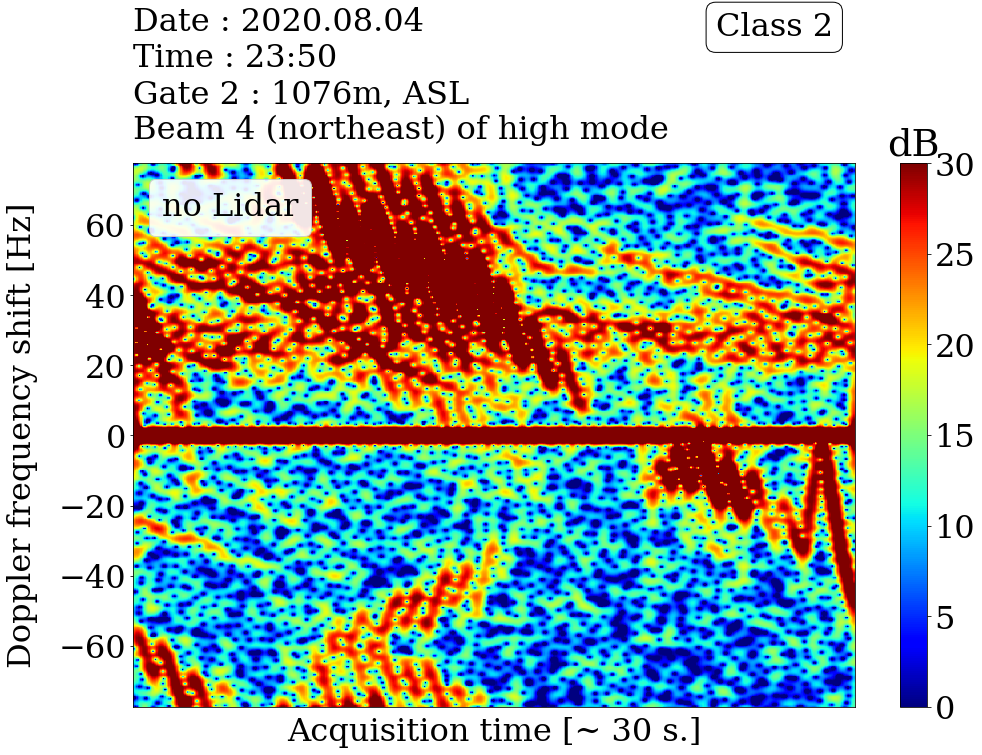 Date : 2020.08.04
Time : 23:50
Gate 2 : 1076m, ASL
Beam 4 (northeast) of high mode
Class 2
no Lidar
Doppler frequency shift [Hz]
60
40
20
0
−20
−40
−60
Acquisition time [~ 30 s.]
dB
30
25
20
15
10
5
0